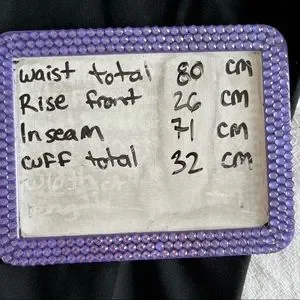 waist total 80 cm
Rise front 26 cm
Inseam 71 cm
cuff total 32 cm